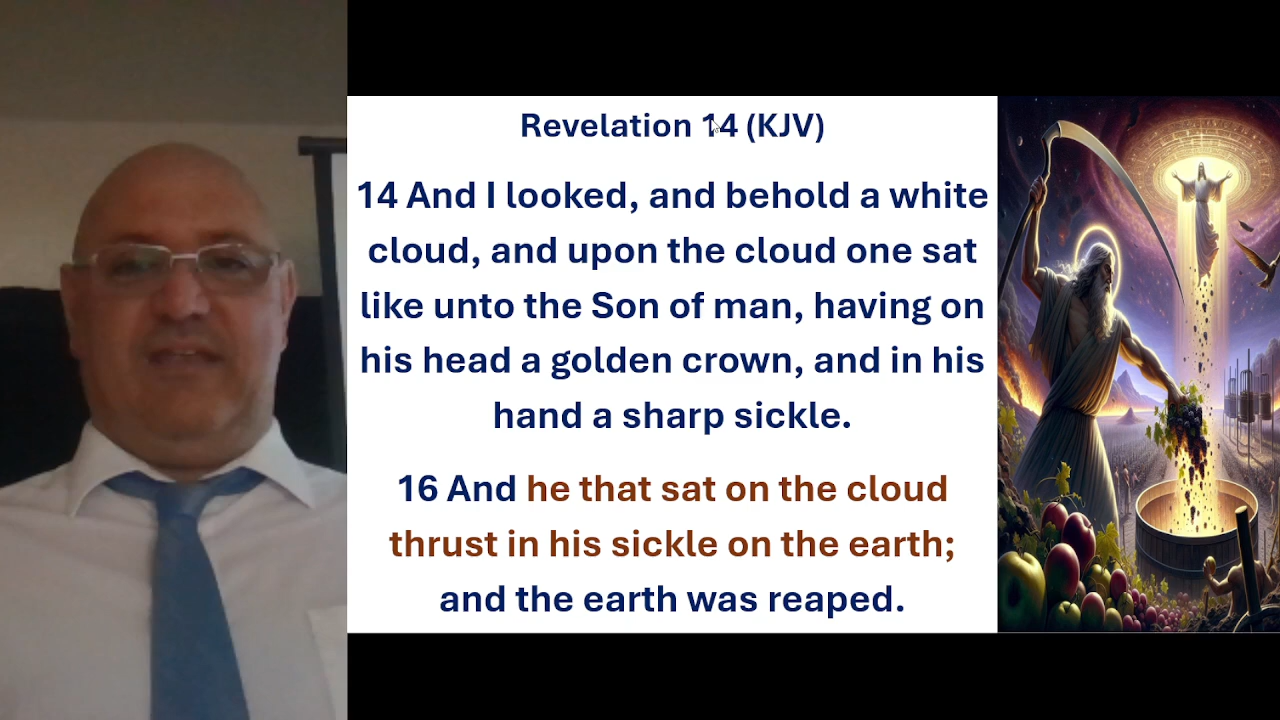 Revelation 14 (KJV)
14 And I looked, and behold a white
cloud, and upon the cloud one sat
like unto the Son of man, having on
his head a golden crown, and in his
hand a sharp sickle.
16 And he that sat on the cloud
thrust in his sickle on the earth;
and the earth was reaped.